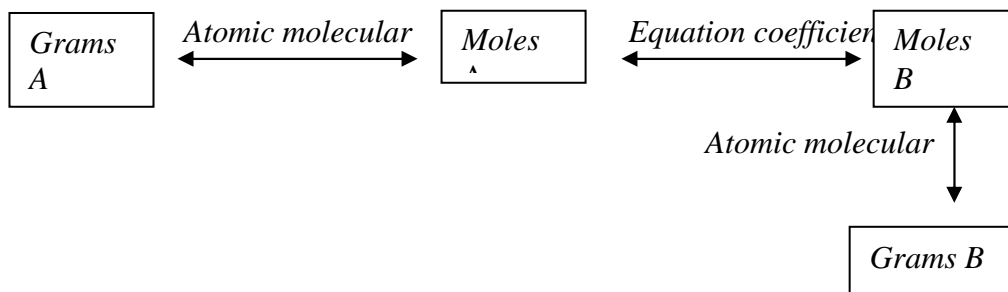 Grams
A
Atomic molecular
Moles
Equation coefficien
Moles
B
Atomic molecular
Grams B